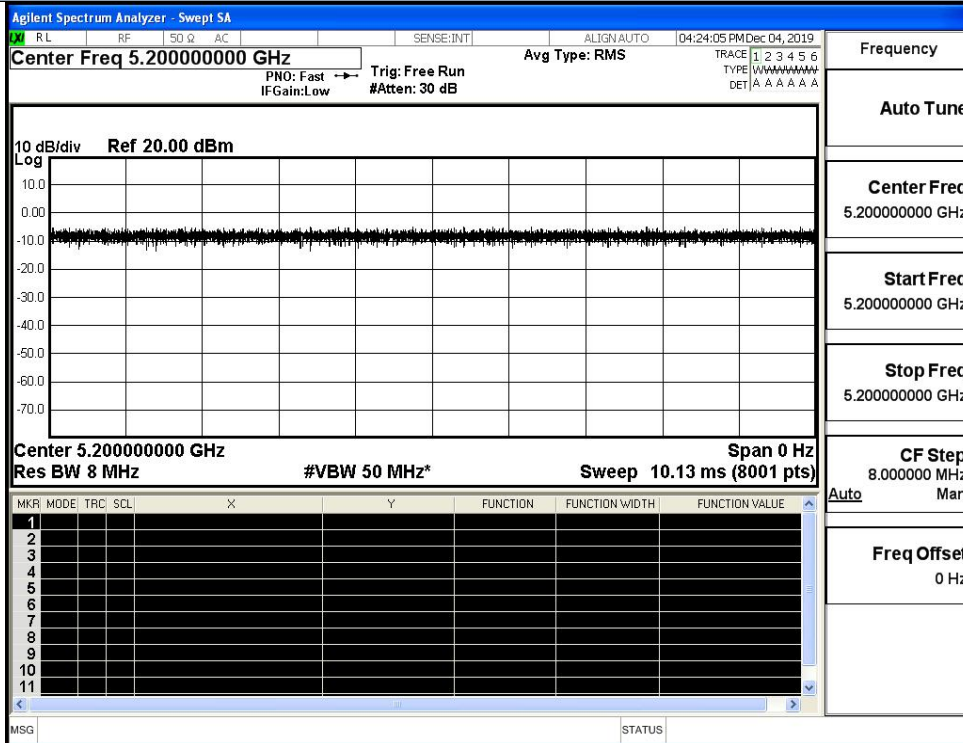 Agilent Spectrum Analyzer - Swept SA
LXI RL RF 50 Ω AC SENSE:INT ALIGNAUTO 04:24:05 PM Dec 04, 2019
Center Freq 5.200000000 GHz
PNO: Fast
IFGain:Low
Trig: Free Run
#Atten: 30 dB
Avg Type: RMS
TRACE 1 2 3 4 5 6
TYPE WWWWWW
DET A A A A A A
10 dB/div Ref 20.00 dBm
Log
10.0
0.00
-10.0
-20.0
-30.0
-40.0
-50.0
-60.0
-70.0
Center 5.200000000 GHz Span 0 Hz
Res BW 8 MHz #VBW 50 MHz* Sweep 10.13 ms (8001 pts)
MKR MODE TRC SCL X Y FUNCTION FUNCTION WIDTH FUNCTION VALUE
1
2
3
4
5
6
7
8
9
10
11
MSG STATUS
Frequency
Auto Tune
Center Freq
5.200000000 GHz
Start Freq
5.200000000 GHz
Stop Freq
5.200000000 GHz
CF Step
8.000000 MHz
Auto Man
Freq Offset
0 Hz